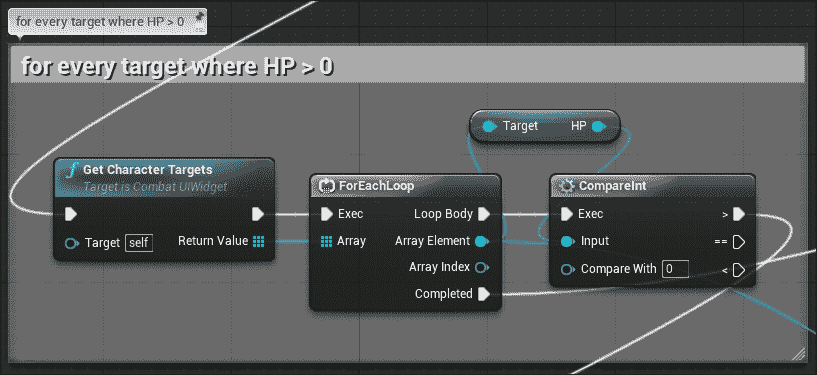 for every target where HP > 0
for every target where HP > 0
Target HP
f Get Character Targets
Target is Combat UIWidget
Target self Return Value
ForEachLoop
Exec Loop Body
Array Array Element
Array Index
Completed
CompareInt
Exec >
Input ==
Compare With 0 <